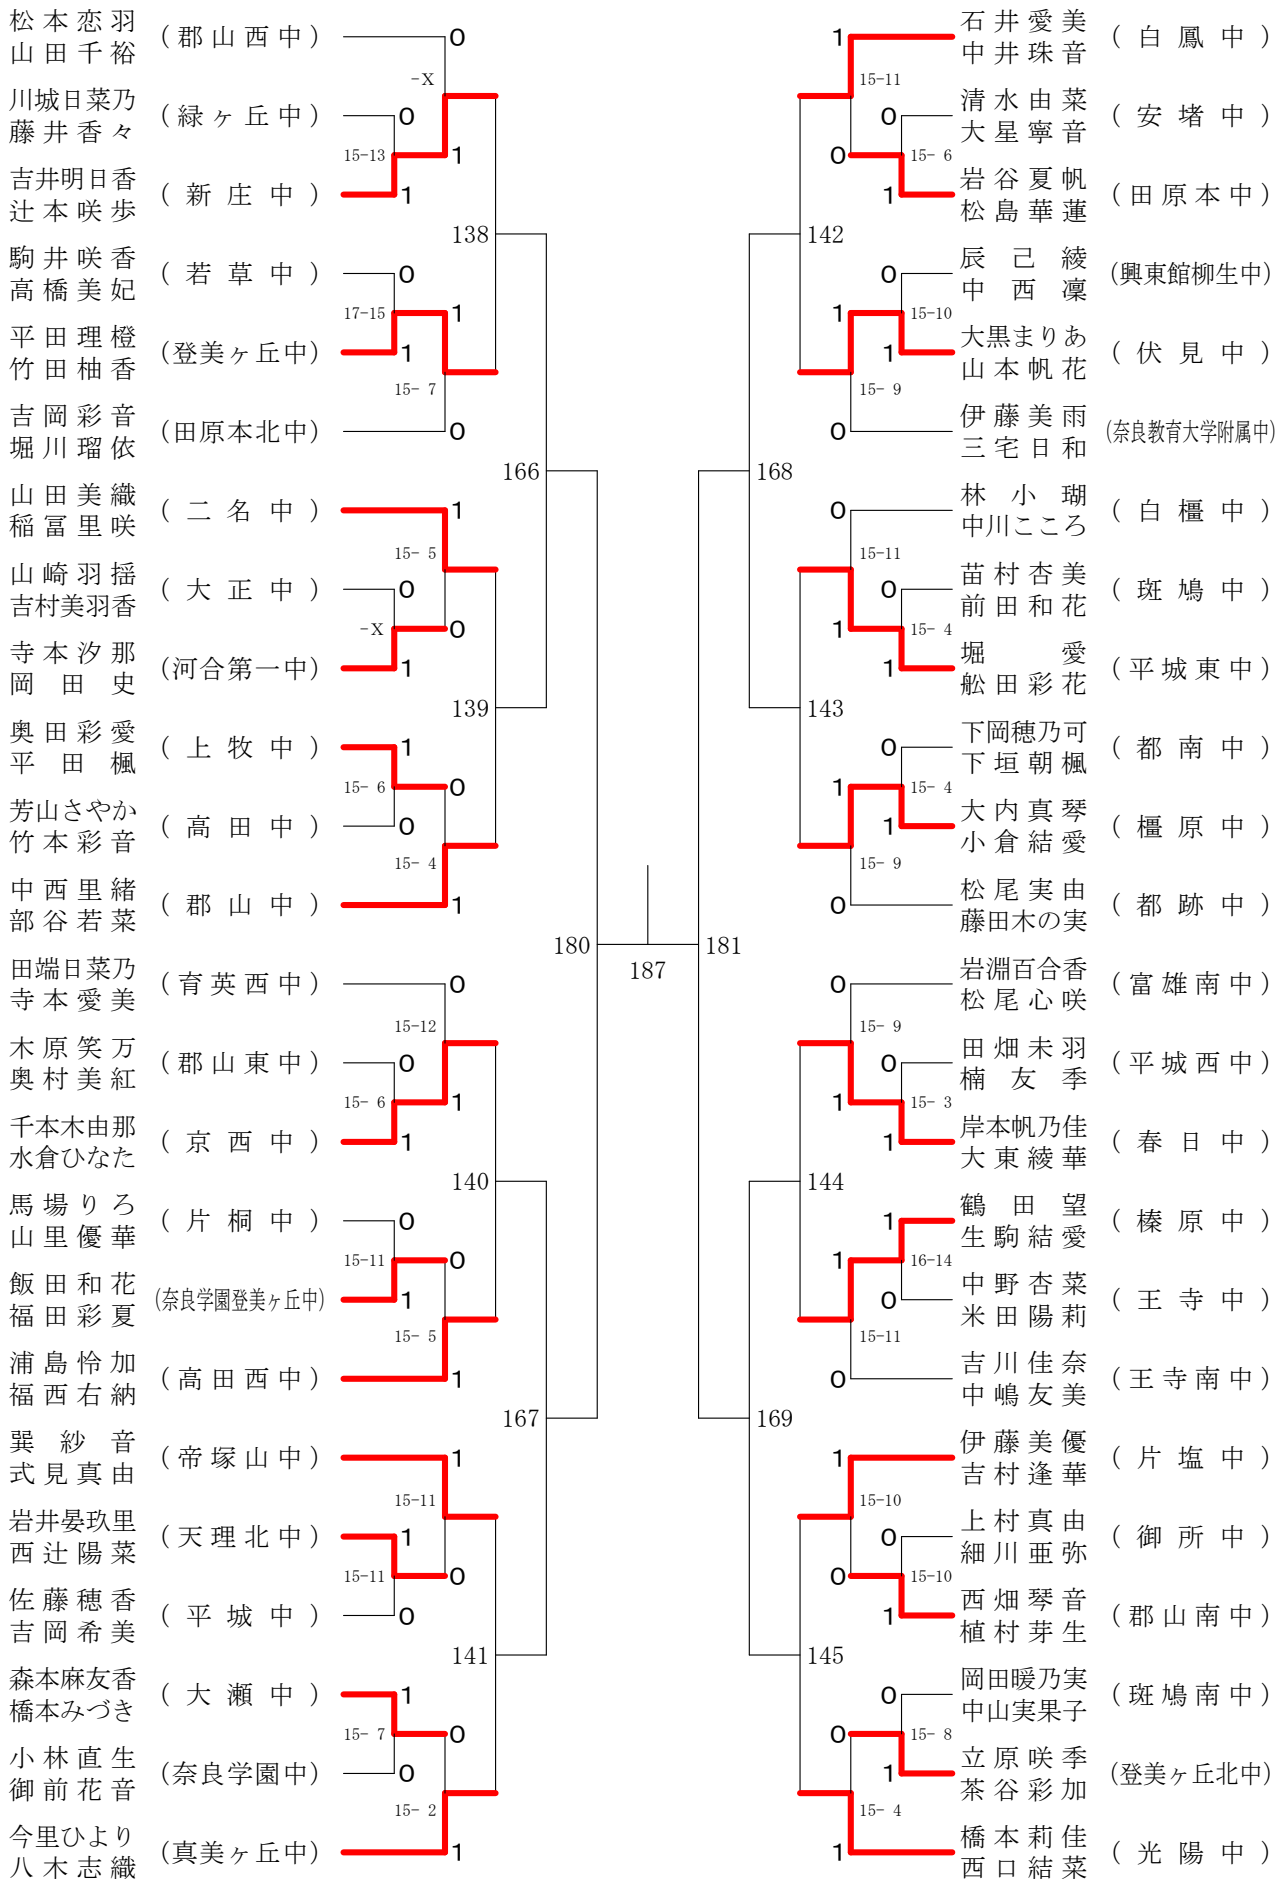 松本恋羽
山田千裕
(郡山西中)
0
-X
川城日菜乃
藤井香々
(緑ヶ丘中)
0
15-13
1
吉井明日香
辻本咲歩
(新庄中)
1
138
駒井咲香
高橋美妃
(若草中)
0
17-15
1
平田理橙
竹田柚香
(登美ヶ丘中)
1
15- 7
吉岡彩音
堀川瑠依
(田原本北中)
0
166
山田美織
稲冨里咲
(二名中)
1
15- 5
山崎羽揺
吉村美羽香
(大正中)
0
-X
0
寺本汐那
岡田史
(河合第一中)
1
139
奥田彩愛
平田楓
(上牧中)
1
15- 6
0
芳山さやか
竹本彩音
(高田中)
0
15- 4
中西里緒
部谷若菜
(郡山中)
1
180
187
田端日菜乃
寺本愛美
(育英西中)
0
15-12
木原笑万
奥村美紅
(郡山東中)
0
15- 6
1
千本木由那
水倉ひなた
(京西中)
1
140
馬場りろ
山里優華
(片桐中)
0
15-11
0
飯田和花
福田彩夏
(奈良学園登美ヶ丘中)
1
15- 5
浦島怜加
福西右納
(高田西中)
1
167
巽紗音
式見真由
(帝塚山中)
1
15-11
岩井晏玖里
西辻陽菜
(天理北中)
1
15-11
0
佐藤穂香
吉岡希美
(平城中)
0
141
森本麻友香
橋本みづき
(大瀬中)
1
15- 7
0
小林直生
御前花音
(奈良学園中)
0
15- 2
今里ひより
八木志織
(真美ヶ丘中)
1
石井愛美
中井珠音
(白鳳中)
1
15-11
清水由菜
大星寧音
(安堵中)
0
15- 6
0
岩谷夏帆
松島華蓮
(田原本中)
1
142
辰己綾
中西凜
(興東館柳生中)
0
15-10
1
大黒まりあ
山本帆花
(伏見中)
1
15- 9
伊藤美雨
三宅日和
(奈良教育大学附属中)
0
168
林小瑚
中川こころ
(白橿中)
0
15-11
苗村杏美
前田和花
(斑鳩中)
0
15- 4
1
堀愛
舩田彩花
(平城東中)
1
143
下岡穂乃可
下垣朝楓
(都南中)
0
15- 4
1
大内真琴
小倉結愛
(橿原中)
1
15- 9
松尾実由
藤田木の実
(都跡中)
0
181
岩淵百合香
松尾心咲
(富雄南中)
0
15- 9
田畑未羽
楠友季
(平城西中)
0
15- 3
1
岸本帆乃佳
大東綾華
(春日中)
1
144
鶴田望
生駒結愛
(榛原中)
1
16-14
1
中野杏菜
米田陽莉
(王寺中)
0
15-11
吉川佳奈
中嶋友美
(王寺南中)
0
169
伊藤美優
吉村逢華
(片塩中)
1
15-10
上村真由
細川亜弥
(御所中)
0
15-10
0
西畑琴音
植村芽生
(郡山南中)
1
145
岡田暖乃実
中山実果子
(斑鳩南中)
0
15- 8
0
立原咲季
茶谷彩加
(登美ヶ丘北中)
1
15- 4
橋本莉佳
西口結菜
(光陽中)
1